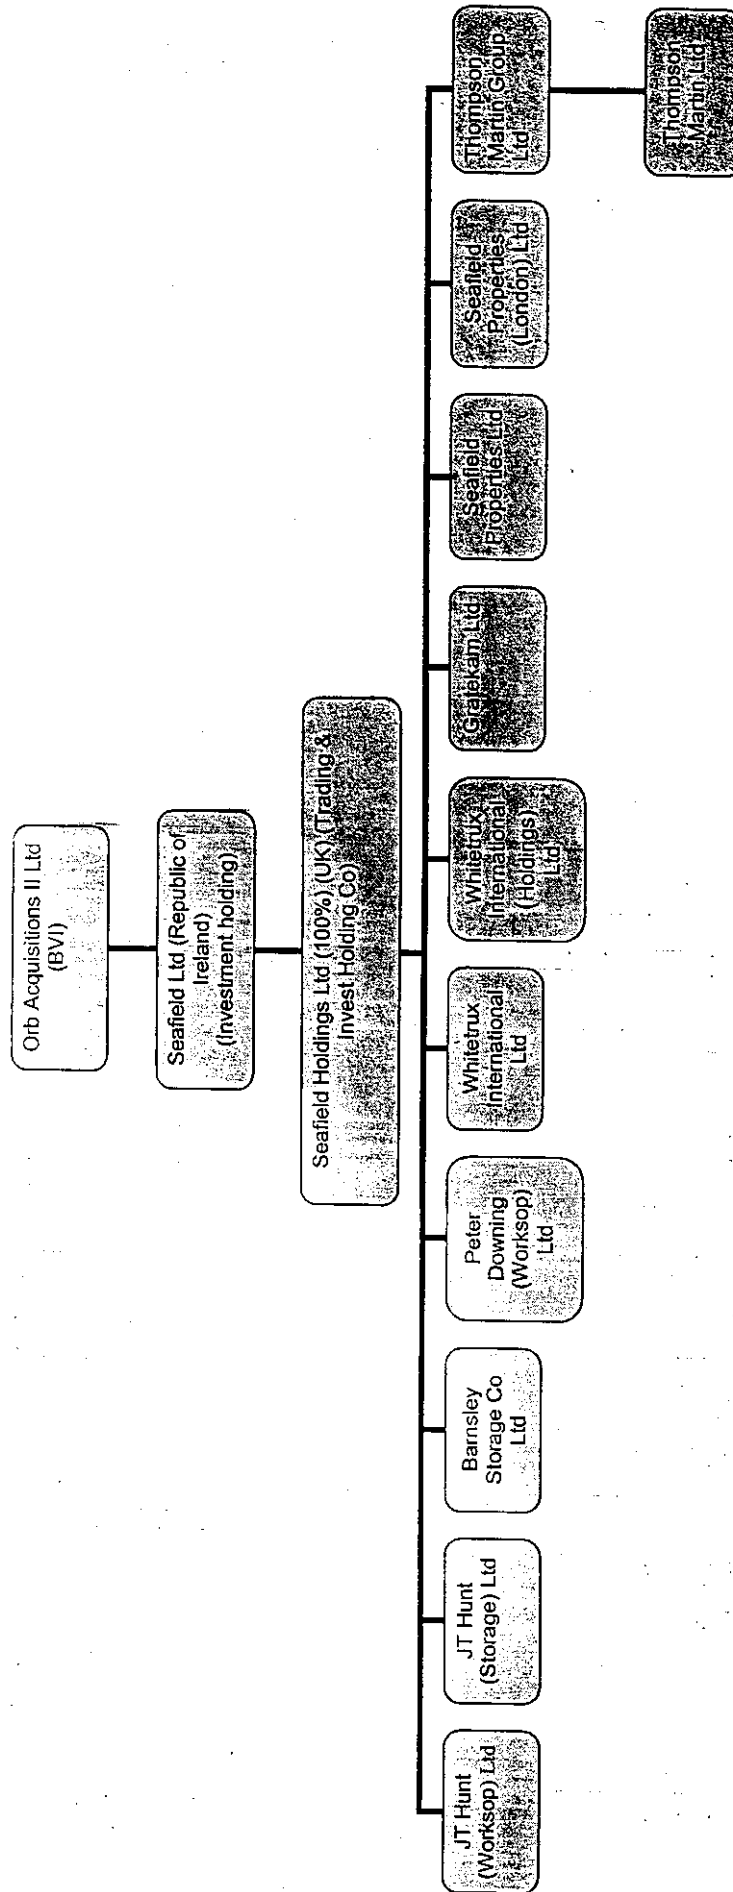 Orb Acquisitions II Ltd
(BVI)
Seafield Ltd (Republic of
Ireland)
(Investment holding)
Seafield Holdings Ltd (100%) (UK) (Trading &
Invest Holding Co)
JT Hunt
(Worksop) Ltd
JT Hunt
(Storage) Ltd
Barnsley
Storage Co
Ltd
Peter
Downing
(Worksop)
Ltd
Whitetrux
International
Ltd
Whitetrux
International
(Holdings)
Ltd
Gratekam Ltd
Seafield
Properties Ltd
Seafield
Properties
(London) Ltd
Thompson
Martin Group
Ltd
Thompson
Martin Ltd